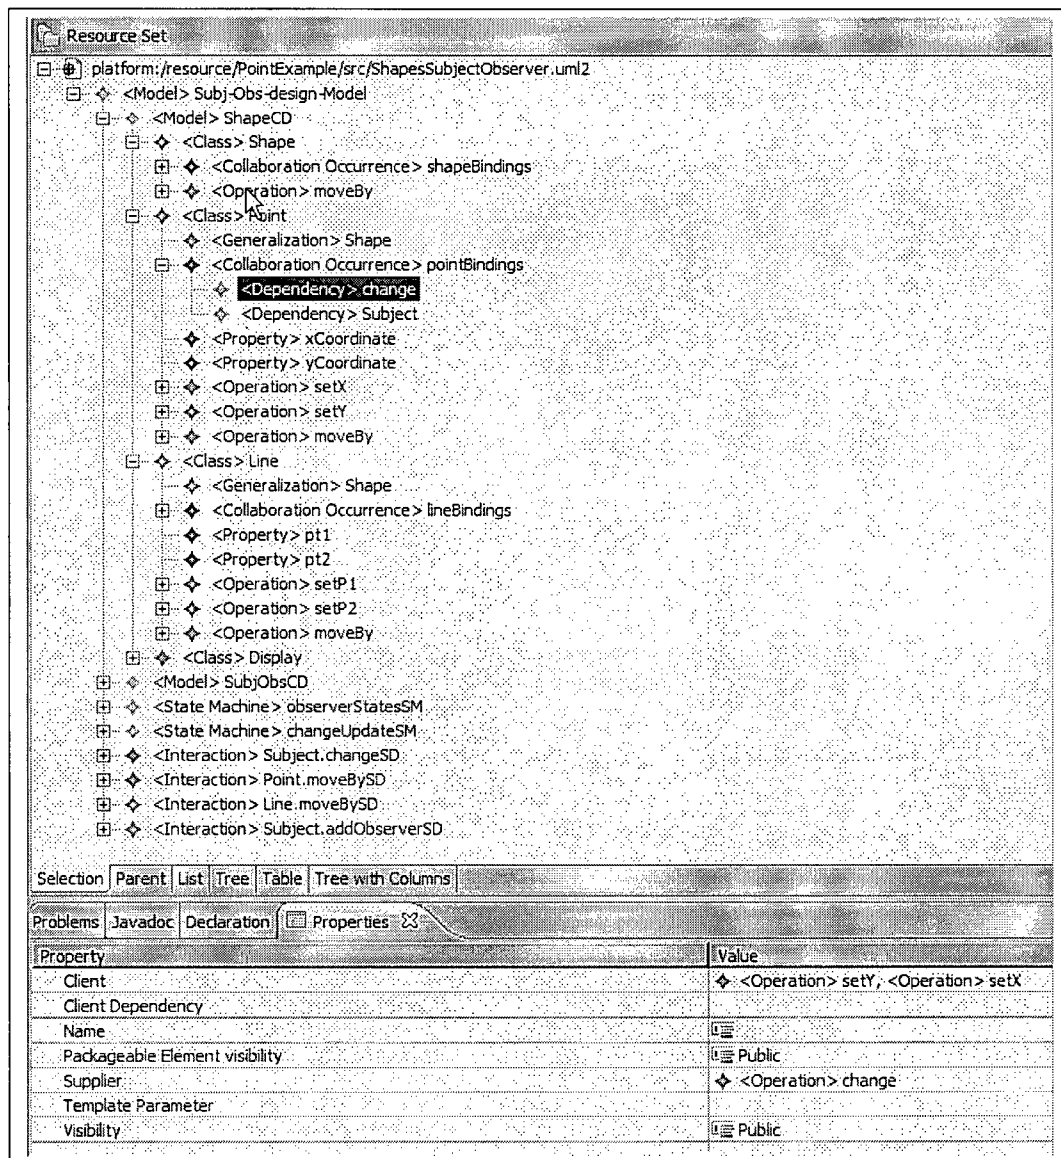 Resource Set
platform:/resource/PointExample/src/ShapesSubjectObserver.uml2
<Model> Subj-Obs-design-Model
<Model> ShapeCD
<Class> Shape
<Collaboration Occurrence> shapeBindings
<Operation> moveBy
<Class> Point
<Generalization> Shape
<Collaboration Occurrence> pointBindings
<Dependency> change
<Dependency> Subject
<Property> xCoordinate
<Property> yCoordinate
<Operation> setX
<Operation> setY
<Operation> moveBy
<Class> Line
<Generalization> Shape
<Collaboration Occurrence> lineBindings
<Property> pt1
<Property> pt2
<Operation> setP1
<Operation> setP2
<Operation> moveBy
<Class> Display
<Model> SubjObsCD
<State Machine> observerStatesSM
<State Machine> changeUpdateSM
<Interaction> Subject.changeSD
<Interaction> Point.moveBySD
<Interaction> Line.moveBySD
<Interaction> Subject.addObserverSD
Selection Parent List Tree Table Tree with Columns
Problems Javadoc Declaration Properties
Property Value
Client <Operation> setY, <Operation> setX
Client Dependency
Name
Packageable Element visibility Public
Supplier <Operation> change
Template Parameter
Visibility Public